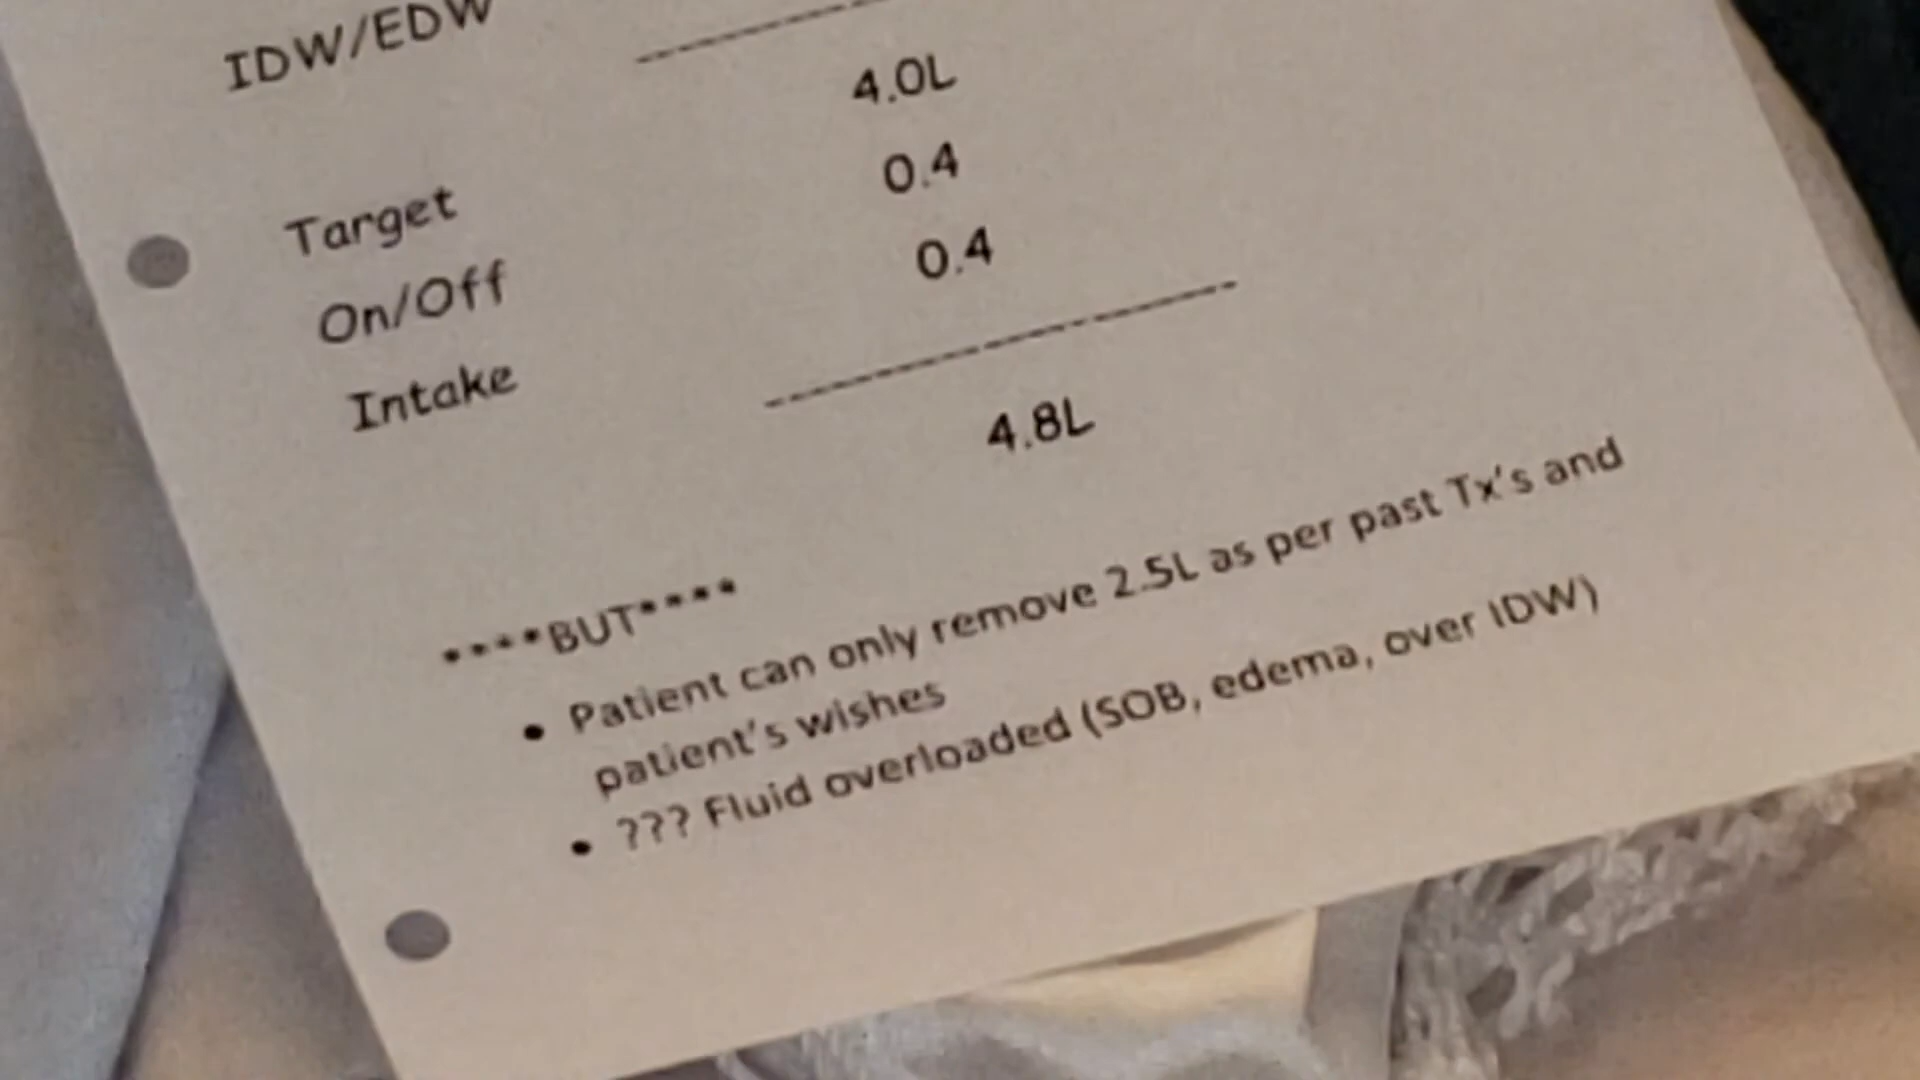 IDW/EDW
4.0L
Target 0.4
On/Off 0.4
Intake
4.8L
****BUT****
• Patient can only remove 2.5L as per past Tx's and
patient's wishes
• ??? Fluid overloaded (SOB, edema, over IDW)